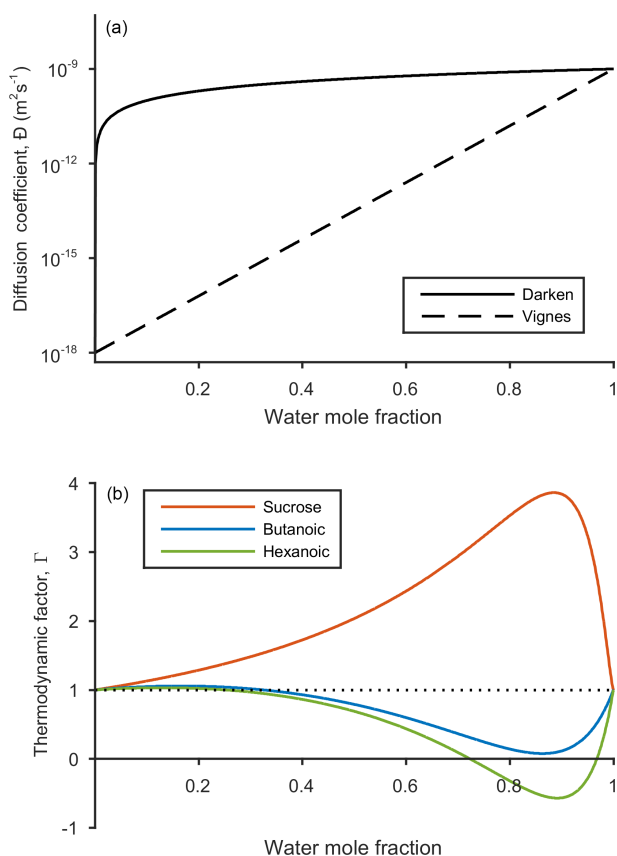 (a)
Diffusion coefficient, Đ (m²s⁻¹)
10⁻⁹
10⁻¹²
10⁻¹⁵
10⁻¹⁸
Darken
Vignes
0.2 0.4 0.6 0.8 1
Water mole fraction
(b)
Thermodynamic factor, Γ
4
3
2
1
0
-1
Sucrose
Butanoic
Hexanoic
0.2 0.4 0.6 0.8 1
Water mole fraction